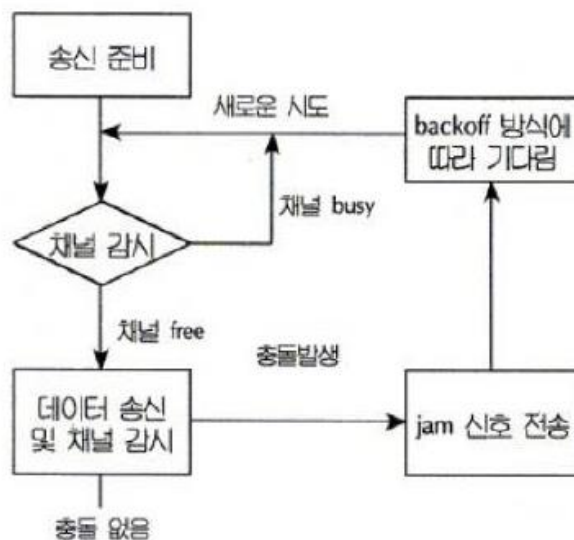 송신 준비
새로운 시도
backoff 방식에
따라 기다림
채널 busy
채널 감시
채널 free
충돌발생
데이터 송신
및 채널 감시
jam 신호 전송
충돌 없음